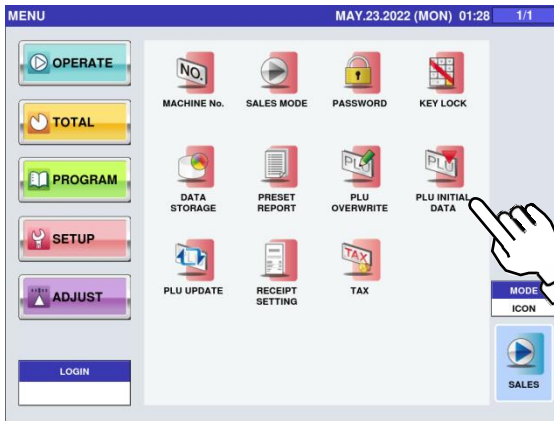 MENU
MAY.23.2022 (MON) 01:28
1/1
OPERATE
TOTAL
PROGRAM
SETUP
ADJUST
LOGIN
NO.
MACHINE No.
SALES MODE
PASSWORD
KEY LOCK
DATA
STORAGE
PRESET
REPORT
PLU
PLU
OVERWRITE
PLU
PLU INITIAL
DATA
PLU UPDATE
RECEIPT
SETTING
TAX
TAX
MODE
ICON
SALES